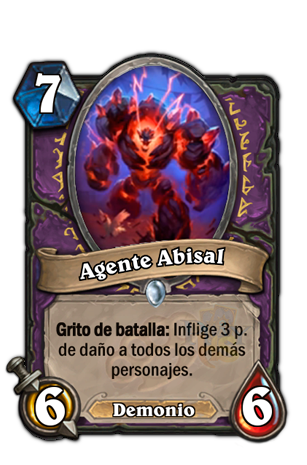 7
Agente Abisal
Grito de batalla: Inflige 3 p.
de daño a todos los demás
personajes.
6
Demonio
6